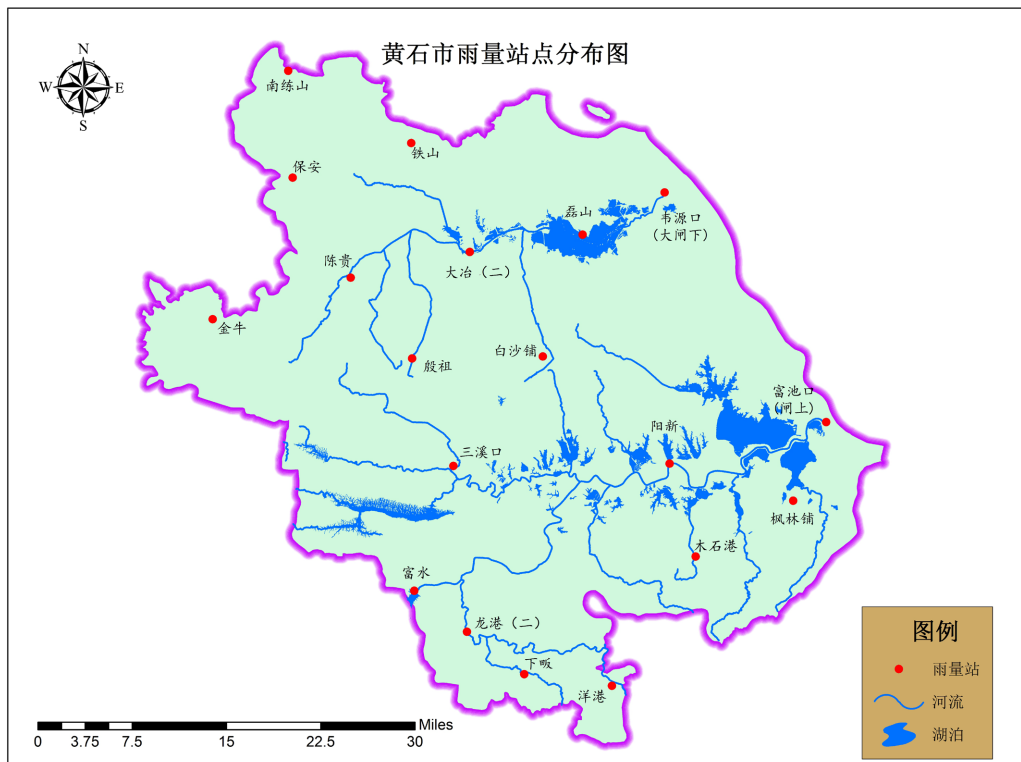 黄石市雨量站点分布图
N
W
E
S
南练山
铁山
保安
磊山
韦源口
(大闸下)
陈贵
大冶（二）
金牛
殷祖
白沙铺
富池口
(闸上)
阳新
三溪口
枫林铺
木石港
富水
龙港（二）
下畈
洋港
图例
雨量站
河流
湖泊
Miles
0 3.75 7.5 15 22.5 30